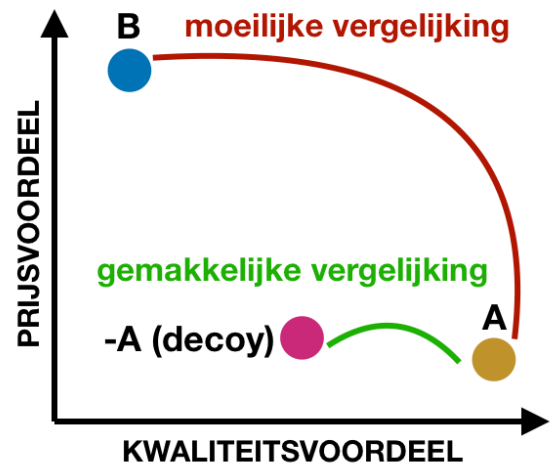 B
moeilijke vergelijking
PRIJSVOORDEEL
gemakkelijke vergelijking
-A (decoy)
A
KWALITEITSVOORDEEL